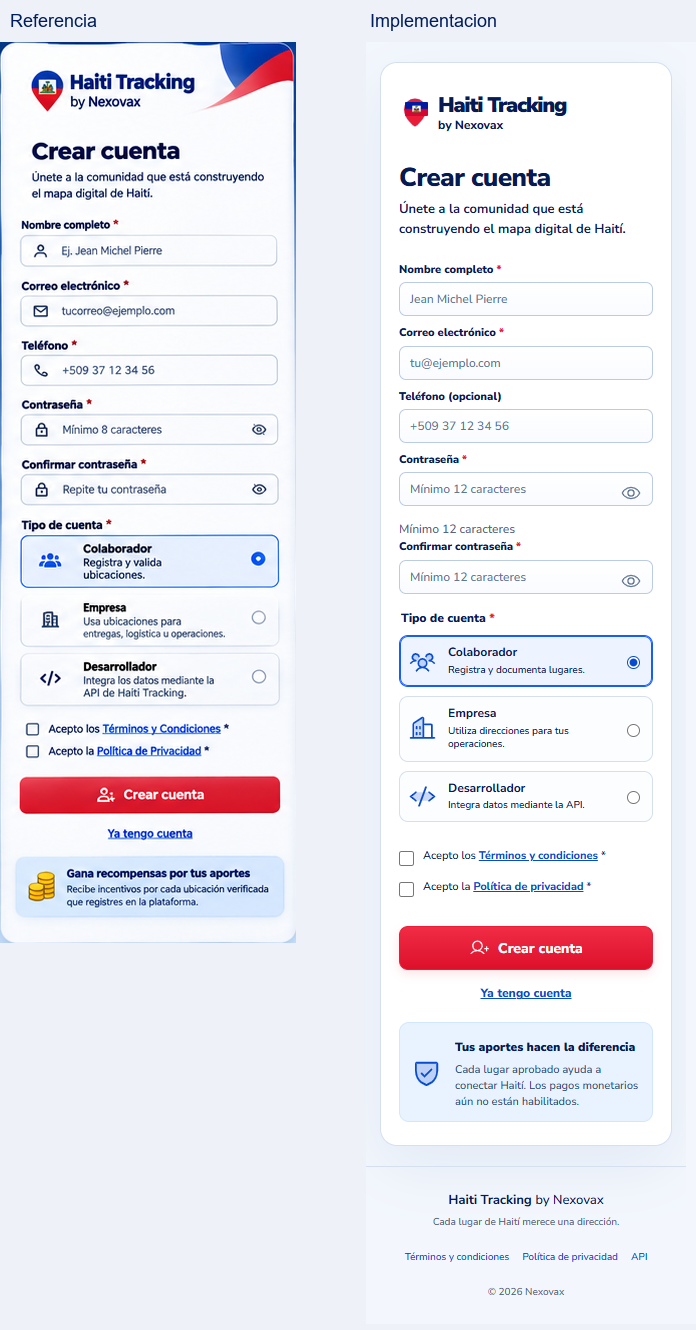 Referencia
Haiti Tracking
by Nexovax
Crear cuenta
Únete a la comunidad que está construyendo
el mapa digital de Haití.
Nombre completo *
Ej. Jean Michel Pierre
Correo electrónico *
tucorreo@ejemplo.com
Teléfono *
+509 37 12 34 56
Contraseña *
Mínimo 8 caracteres
Confirmar contraseña *
Repite tu contraseña
Tipo de cuenta *
Colaborador
Registra y valida
ubicaciones.
Empresa
Usa ubicaciones para
entregas, logistica u operaciones.
Desarrollador
Integra los datos mediante la
API de Haiti Tracking.
Acepto los Términos y Condiciones *
Acepto la Política de Privacidad *
Crear cuenta
Ya tengo cuenta
Gana recompensas por tus aportes
Recibe incentivos por cada ubicación verificada
que registres en la plataforma.
Implementacion
Haiti Tracking
by Nexovax
Crear cuenta
Únete a la comunidad que está
construyendo el mapa digital de Haití.
Nombre completo *
Jean Michel Pierre
Correo electrónico *
tu@ejemplo.com
Teléfono (opcional)
+509 37 12 34 56
Contraseña *
Mínimo 12 caracteres
Mínimo 12 caracteres
Confirmar contraseña *
Mínimo 12 caracteres
Tipo de cuenta *
Colaborador
Registra y documenta lugares.
Empresa
Utiliza direcciones para tus
operaciones.
Desarrollador
Integra datos mediante la API.
Acepto los Términos y condiciones *
Acepto la Política de privacidad *
Crear cuenta
Ya tengo cuenta
Tus aportes hacen la diferencia
Cada lugar aprobado ayuda a
conectar Haití. Los pagos monetarios
aún no están habilitados.
Haiti Tracking by Nexovax
Cada lugar de Haití merece una dirección.
Términos y condiciones Política de privacidad API
© 2026 Nexovax